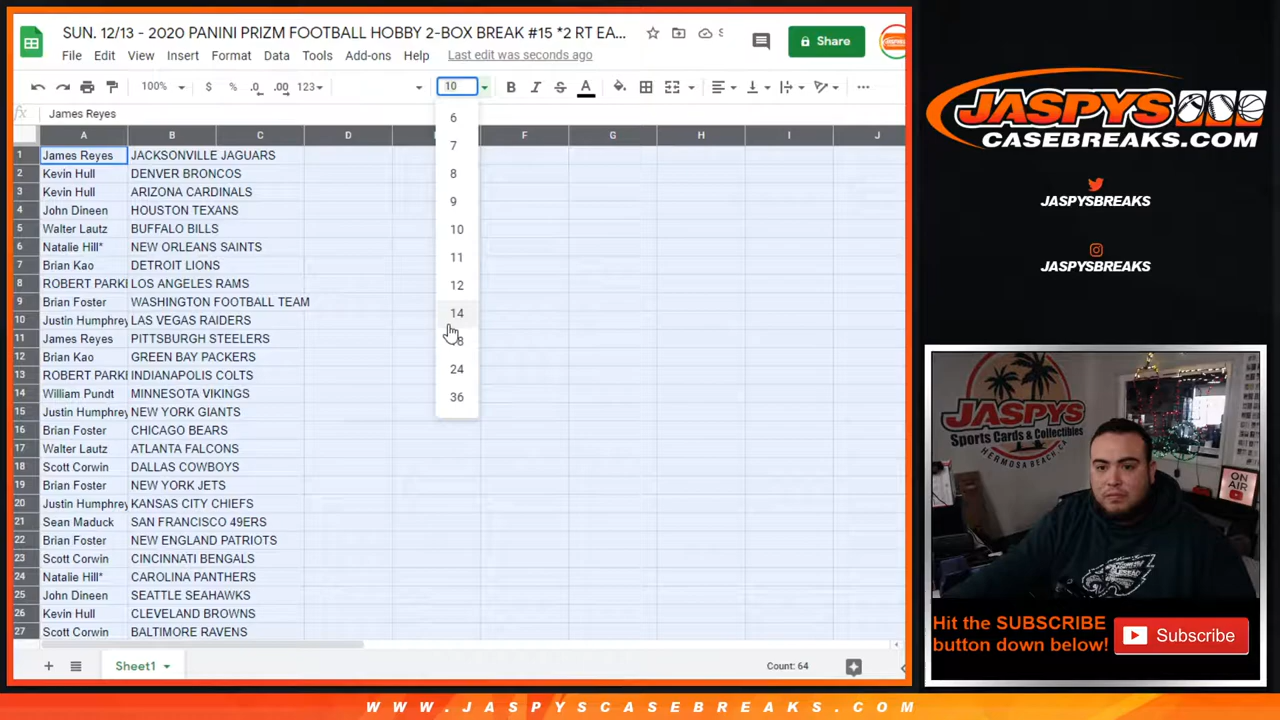 SUN. 12/13 - 2020 PANINI PRIZM FOOTBALL HOBBY 2-BOX BREAK #15 *2 RT EA...
Share
File Edit View Insert Format Data Tools Add-ons Help Last edit was seconds ago
100% $ % .0 .00 123 10 B I S A
fx James Reyes
A B C D F G H I J
1 James Reyes JACKSONVILLE JAGUARS
2 Kevin Hull DENVER BRONCOS
3 Kevin Hull ARIZONA CARDINALS
4 John Dineen HOUSTON TEXANS
5 Walter Lautz BUFFALO BILLS
6 Natalie Hill* NEW ORLEANS SAINTS
7 Brian Kao DETROIT LIONS
8 ROBERT PARKI LOS ANGELES RAMS
9 Brian Foster WASHINGTON FOOTBALL TEAM
10 Justin Humphrey LAS VEGAS RAIDERS
11 James Reyes PITTSBURGH STEELERS
12 Brian Kao GREEN BAY PACKERS
13 ROBERT PARKI INDIANAPOLIS COLTS
14 William Pundt MINNESOTA VIKINGS
15 Justin Humphrey NEW YORK GIANTS
16 Brian Foster CHICAGO BEARS
17 Walter Lautz ATLANTA FALCONS
18 Scott Corwin DALLAS COWBOYS
19 Brian Foster NEW YORK JETS
20 Justin Humphrey KANSAS CITY CHIEFS
21 Sean Maduck SAN FRANCISCO 49ERS
22 Brian Foster NEW ENGLAND PATRIOTS
23 Scott Corwin CINCINNATI BENGALS
24 Natalie Hill* CAROLINA PANTHERS
25 John Dineen SEATTLE SEAHAWKS
26 Kevin Hull CLEVELAND BROWNS
27 Scott Corwin BALTIMORE RAVENS
6
7
8
9
10
11
12
14
24
36
Sheet1
Count: 64
JASPYS
CASEBREAKS.COM
JASPYSBREAKS
JASPYSBREAKS
JASPYS
Sports Cards & Collectibles
HERMOSA BEACH, CA
ON AIR
Hit the SUBSCRIBE
button down below!
Subscribe
WWW.JASPYSCASEBREAKS.COM